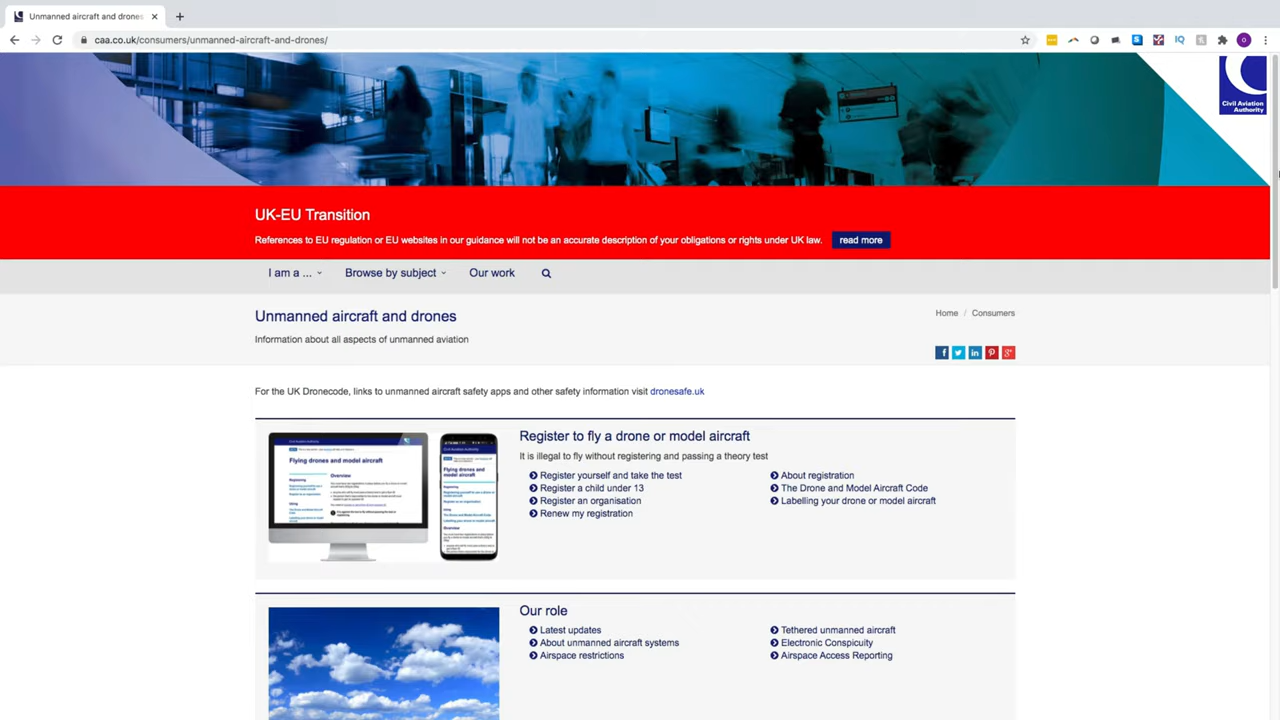 Unmanned aircraft and drones
caa.co.uk/consumers/unmanned-aircraft-and-drones/
Civil Aviation
Authority
UK-EU Transition
References to EU regulation or EU websites in our guidance will not be an accurate description of your obligations or rights under UK law. read more
I am a ... Browse by subject Our work
Unmanned aircraft and drones
Home / Consumers
Information about all aspects of unmanned aviation
For the UK Dronecode, links to unmanned aircraft safety apps and other safety information visit dronesafe.uk
Flying drones and model aircraft
Overview
Flying drones and
model aircraft
Overview
Register to fly a drone or model aircraft
It is illegal to fly without registering and passing a theory test
Register yourself and take the test
Register a child under 13
Register an organisation
Renew my registration
About registration
The Drone and Model Aircraft Code
Labelling your drone or model aircraft
Our role
Latest updates
About unmanned aircraft systems
Airspace restrictions
Tethered unmanned aircraft
Electronic Conspicuity
Airspace Access Reporting